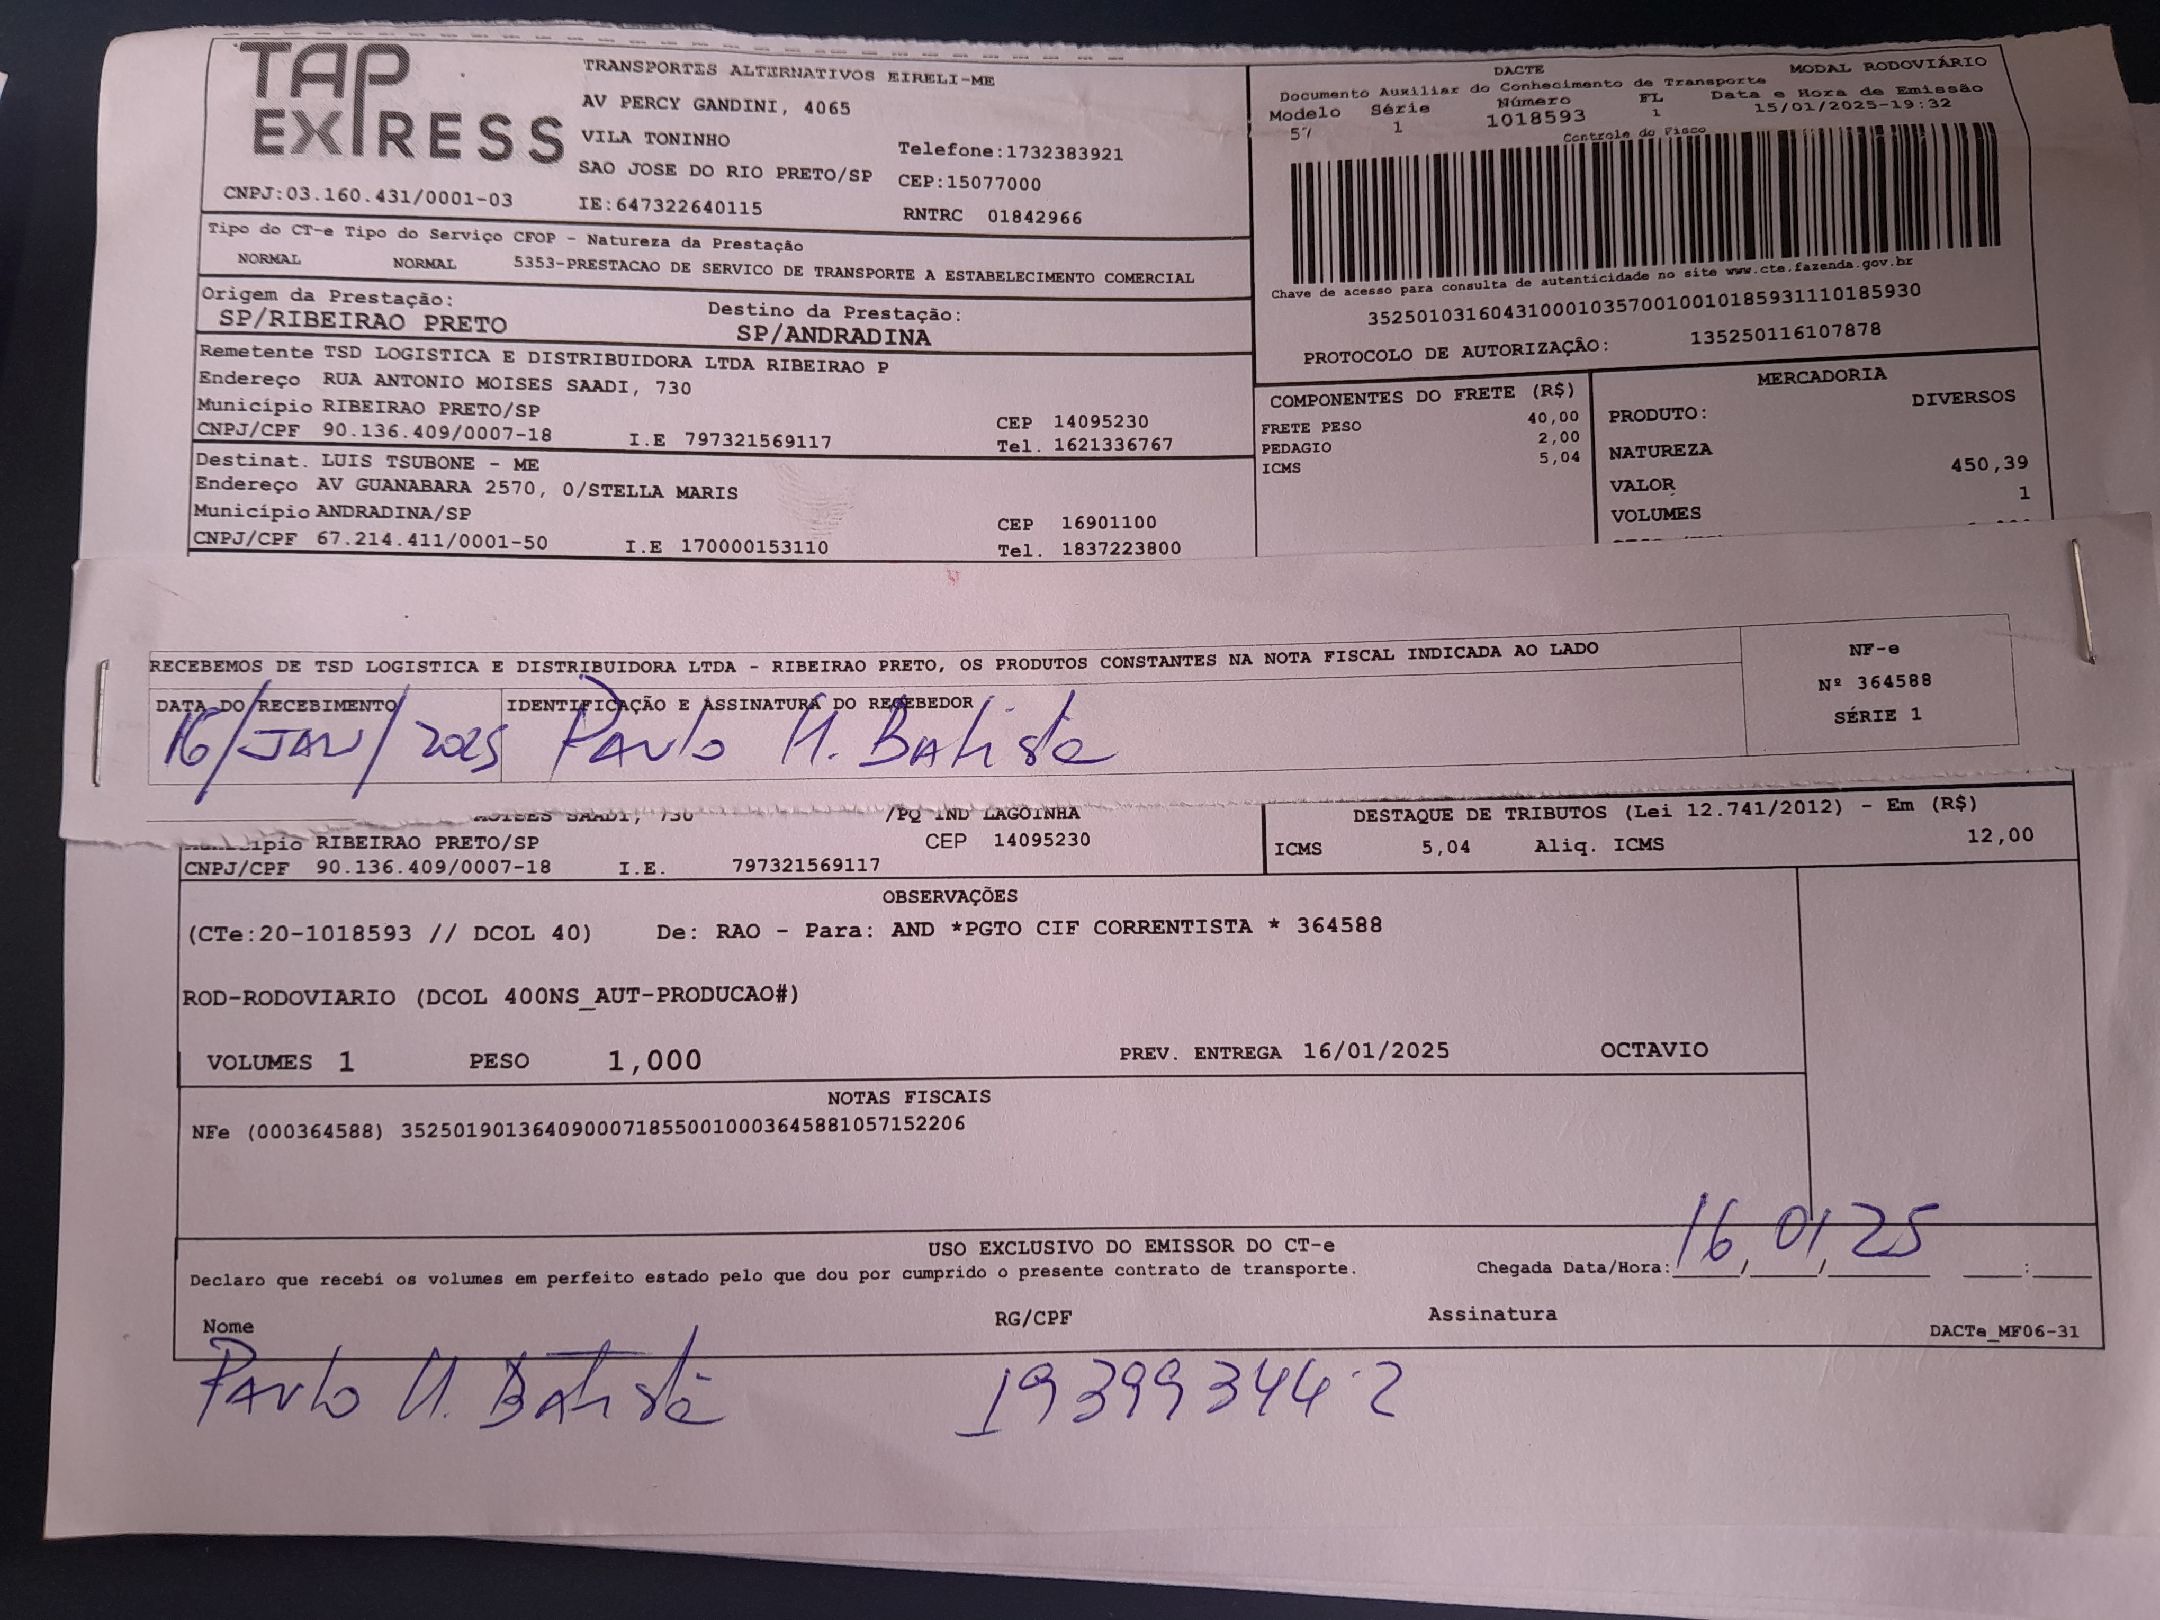 TAP EXPRESS
TRANSPORTES ALTERNATIVOS EIRELI-ME
AV PERCY GANDINI, 4065
VILA TONINHO Telefone:1732383921
SAO JOSE DO RIO PRETO/SP CEP:15077000
CNPJ:03.160.431/0001-03 IE:647322640115 RNTRC 01842966
DACTE MODAL RODOVIÁRIO
Documento Auxiliar do Conhecimento de Transporte
Modelo Série Número FL Data e Hora de Emissão
57 1 1018593 1 15/01/2025-19:32
Controle do Fisco
Chave de acesso para consulta de autenticidade no site www.cte.fazenda.gov.br
35250103160431000103570010010185931110185930
PROTOCOLO DE AUTORIZAÇÃO: 135250116107878
Tipo do CT-e Tipo do Serviço CFOP - Natureza da Prestação
NORMAL NORMAL 5353-PRESTACAO DE SERVICO DE TRANSPORTE A ESTABELECIMENTO COMERCIAL
Origem da Prestação: Destino da Prestação:
SP/RIBEIRAO PRETO SP/ANDRADINA
Remetente TSD LOGISTICA E DISTRIBUIDORA LTDA RIBEIRAO P
Endereço RUA ANTONIO MOISES SAADI, 730
Município RIBEIRAO PRETO/SP CEP 14095230
CNPJ/CPF 90.136.409/0007-18 I.E 797321569117 Tel. 1621336767
Destinat. LUIS TSUBONE - ME
Endereço AV GUANABARA 2570, 0/STELLA MARIS
Município ANDRADINA/SP CEP 16901100
CNPJ/CPF 67.214.411/0001-50 I.E 170000153110 Tel. 1837223800
COMPONENTES DO FRETE (R$)
FRETE PESO 40,00
PEDAGIO 2,00
ICMS 5,04
MERCADORIA
PRODUTO: DIVERSOS
NATUREZA
VALOR 450,39
VOLUMES 1
RECEBEMOS DE TSD LOGISTICA E DISTRIBUIDORA LTDA - RIBEIRAO PRETO, OS PRODUTOS CONSTANTES NA NOTA FISCAL INDICADA AO LADO
DATA DO RECEBIMENTO IDENTIFICAÇÃO E ASSINATURA DO RECEBEDOR
16/JAN/2025 Paulo H. Batista
NF-e
Nº 364588
SÉRIE 1
MOISES SAADI, 730 /PQ IND LAGOINHA
RIBEIRAO PRETO/SP CEP 14095230
CNPJ/CPF 90.136.409/0007-18 I.E. 797321569117
DESTAQUE DE TRIBUTOS (Lei 12.741/2012) - Em (R$)
ICMS 5,04 Aliq. ICMS 12,00
OBSERVAÇÕES
(CTe:20-1018593 // DCOL 40) De: RAO - Para: AND *PGTO CIF CORRENTISTA * 364588
ROD-RODOVIARIO (DCOL 400NS_AUT-PRODUCAO#)
VOLUMES 1 PESO 1,000 PREV. ENTREGA 16/01/2025 OCTAVIO
NOTAS FISCAIS
NFe (000364588) 35250190136409000718550010003645881057152206
USO EXCLUSIVO DO EMISSOR DO CT-e
Declaro que recebi os volumes em perfeito estado pelo que dou por cumprido o presente contrato de transporte. Chegada Data/Hora: 16/01/25 :
Nome RG/CPF Assinatura
DACTe_MF06-31
Paulo H. Batista 19399344-2